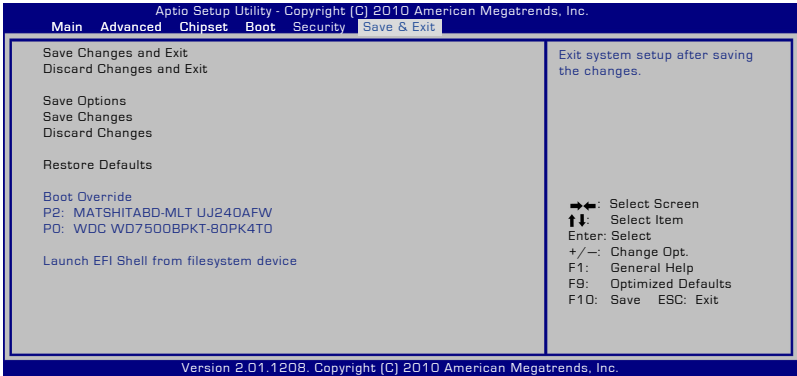 Aptio Setup Utility - Copyright (C) 2010 American Megatrends, Inc.
Main Advanced Chipset Boot Security Save & Exit
Save Changes and Exit
Discard Changes and Exit
Save Options
Save Changes
Discard Changes
Restore Defaults
Boot Override
P2: MATSHITABD-MLT UJ240AFW
P0: WDC WD7500BPKT-80PK4T0
Launch EFI Shell from filesystem device
Exit system setup after saving
the changes.
→←: Select Screen
↑↓: Select Item
Enter: Select
+/—: Change Opt.
F1: General Help
F9: Optimized Defaults
F10: Save ESC: Exit
Version 2.01.1208. Copyright (C) 2010 American Megatrends, Inc.